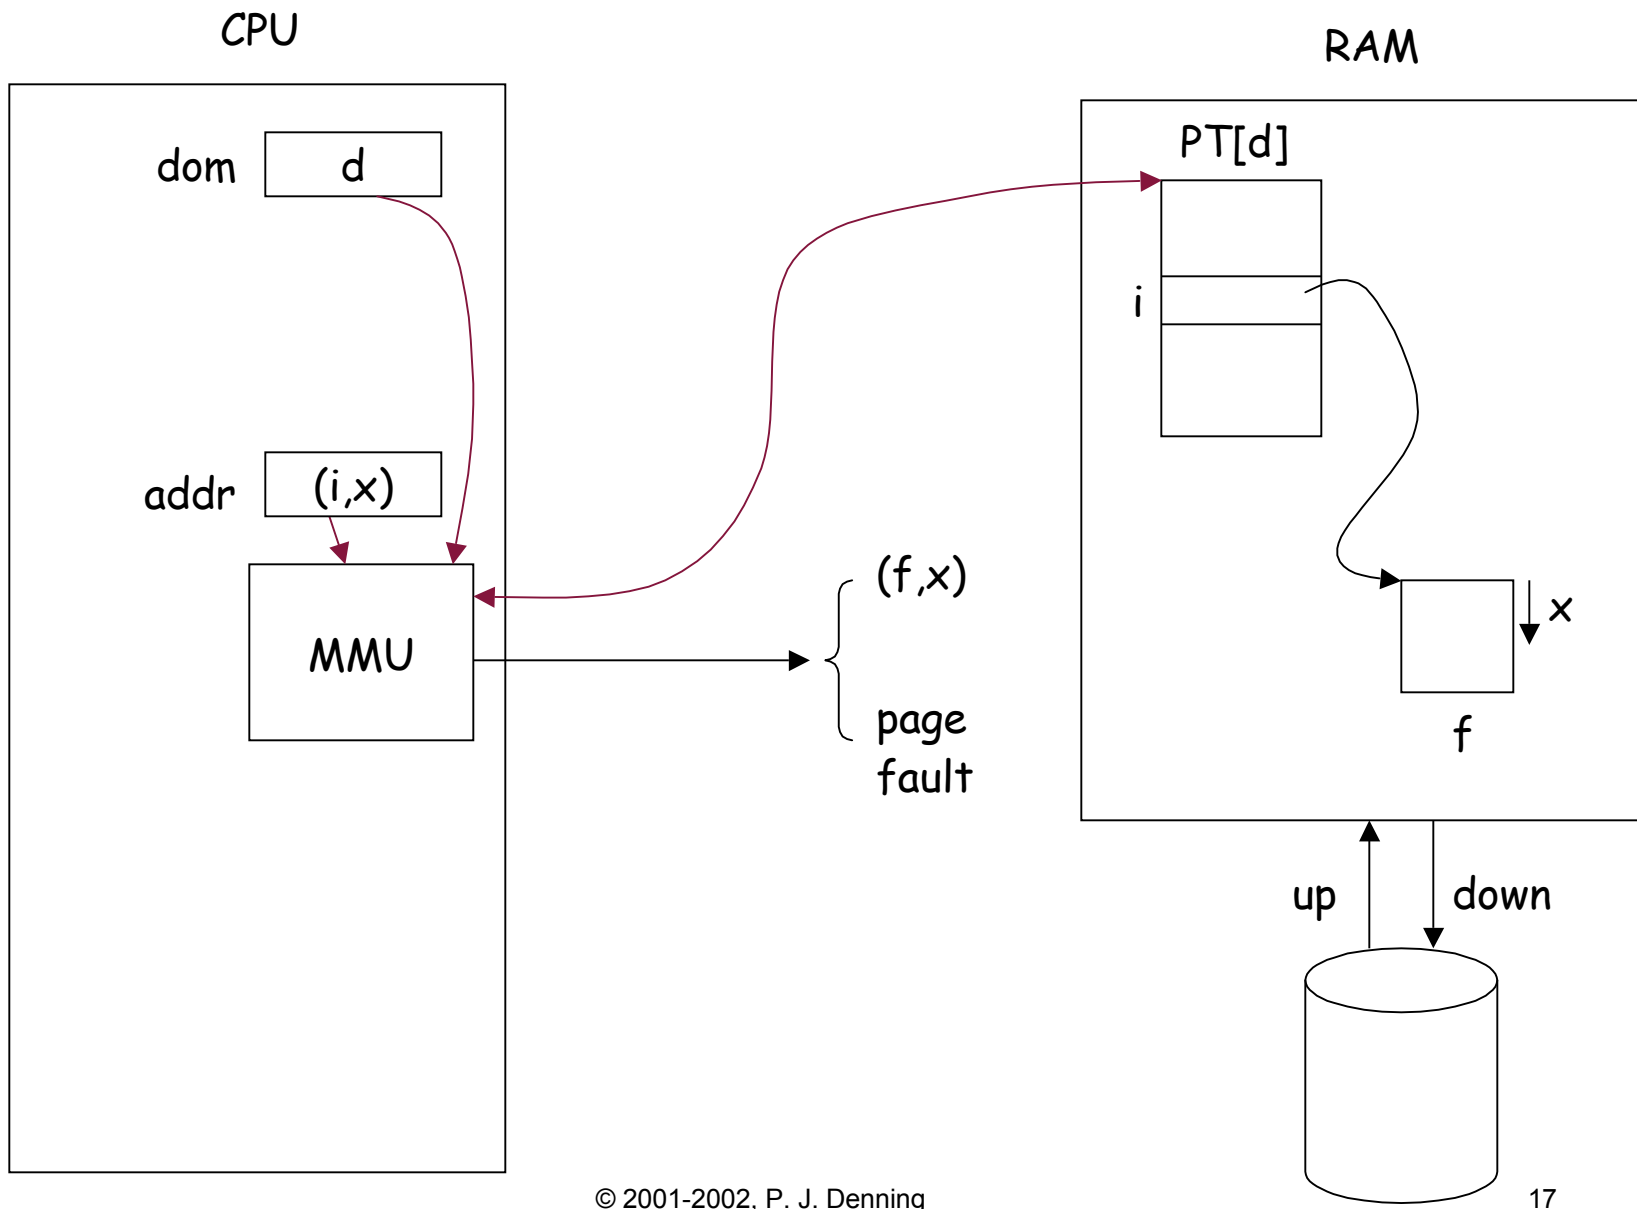 CPU
RAM
dom
d
PT[d]
i
addr
(i,x)
MMU
(f,x)
page
fault
x
f
up
down
© 2001-2002, P. J. Denning
17